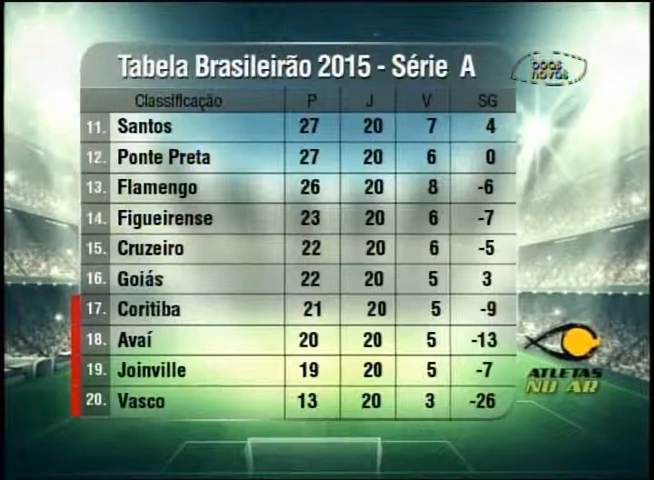 Tabela Brasileirão 2015 - Série A
boas novas
Classificação P J V SG
11. Santos 27 20 7 4
12. Ponte Preta 27 20 6 0
13. Flamengo 26 20 8 -6
14. Figueirense 23 20 6 -7
15. Cruzeiro 22 20 6 -5
16. Goiás 22 20 5 3
17. Coritiba 21 20 5 -9
18. Avaí 20 20 5 -13
19. Joinville 19 20 5 -7
20. Vasco 13 20 3 -26
ATLETAS
NO AR